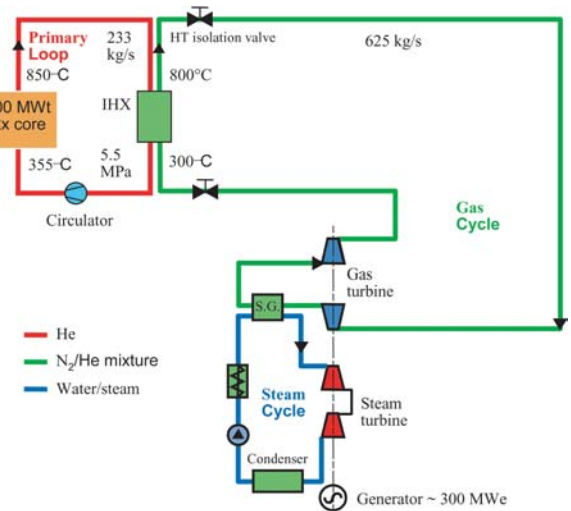 Primary
Loop
233
kg/s
HT isolation valve
625 kg/s
850–C
800°C
00 MWt
x core
IHX
355–C
5.5
MPa
300–C
Circulator
Gas
Cycle
Gas
turbine
S.G.
He
N₂/He mixture
Water/steam
Steam
Cycle
Steam
turbine
Condenser
Generator ~ 300 MWe